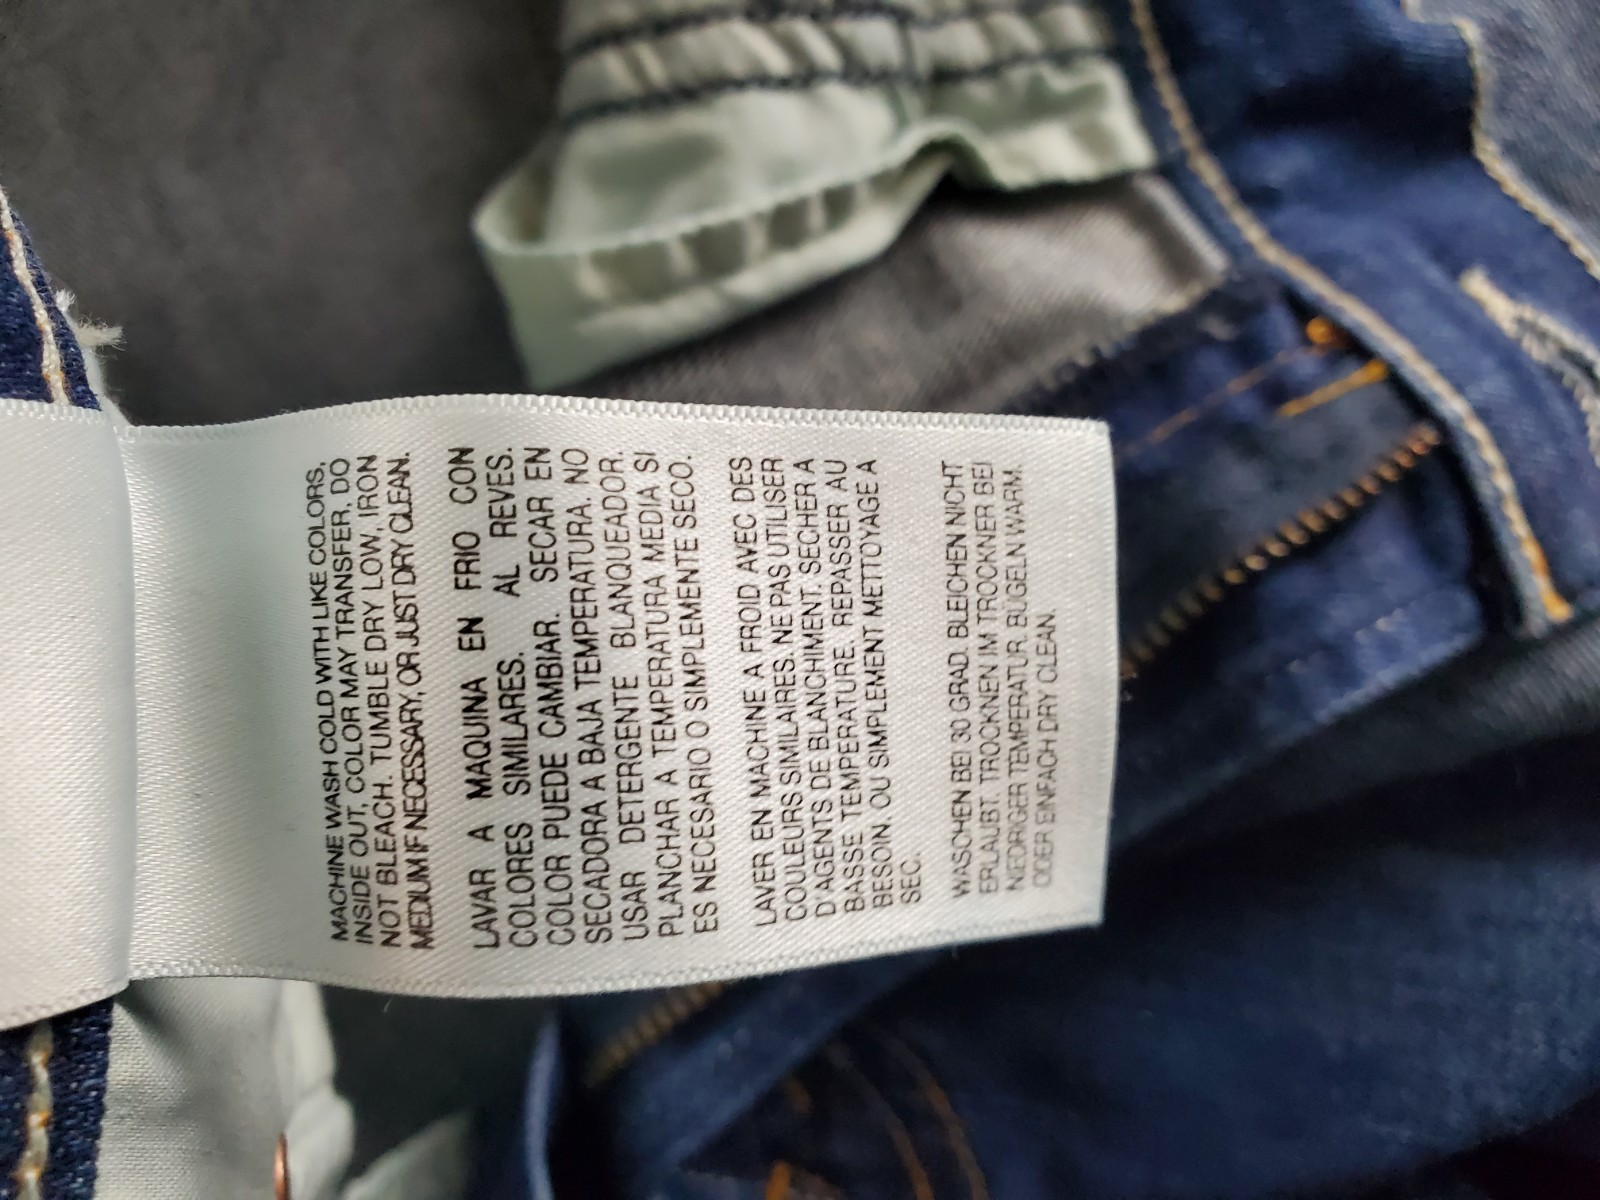 MACHINE WASH COLD WITH LIKE COLORS,
INSIDE OUT, COLOR MAY TRANSFER, DO
NOT BLEACH. TUMBLE DRY LOW, IRON
MEDIUM IF NECESSARY, OR JUST DRY CLEAN.
LAVAR A MAQUINA EN FRIO CON
COLORES SIMILARES. AL REVES.
COLOR PUEDE CAMBIAR. SECAR EN
SECADORA A BAJA TEMPERATURA. NO
USAR DETERGENTE BLANQUEADOR.
PLANCHAR A TEMPERATURA MEDIA SI
ES NECESARIO O SIMPLEMENTE SECO.
LAVER EN MACHINE A FROID AVEC DES
COULEURS SIMILAIRES. NE PAS UTILISER
D'AGENTS DE BLANCHIMENT. SECHER A
BASSE TEMPERATURE. REPASSER AU
BESOIN. OU SIMPLEMENT METTOYAGE A
SEC.
WASCHEN BEI 30 GRAD. BLEICHEN NICHT
ERLAUBT. TROCKNEN IM TROCKNER BEI
NEDRIGER TEMPERATUR. BÜGELN WARM.
ODER EINFACH DRY CLEAN.